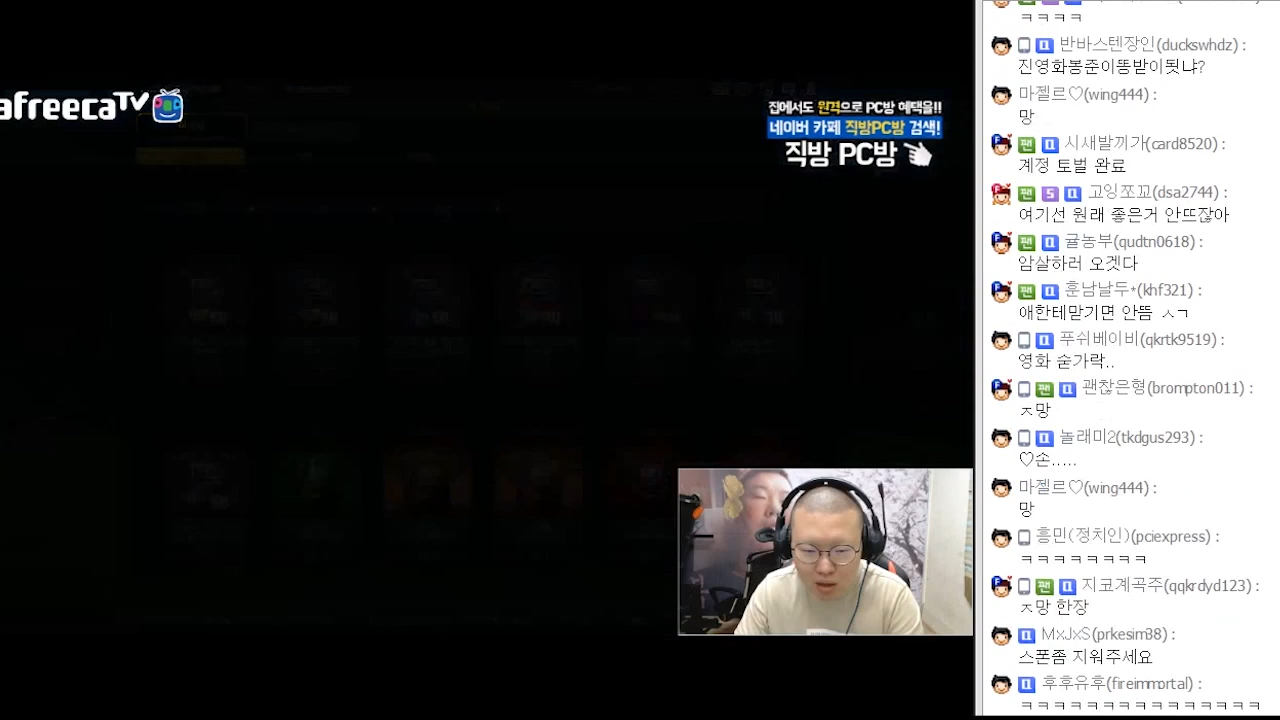 afreecaTV
집에서도 원격으로 PC방 혜택을!!
네이버 카페 직방PC방 검색!
직방 PC방
ㅋㅋㅋㅋ
반바스텐장인(duckswhdz) :
진영화봉준이똥받이됫냐?
마젤르♡(wing444) :
망
시새발끼가(card8520) :
계정 토벌 완료
고잉쪼꼬(dsa2744) :
여기선 원래 좋은거 안뜨잖아
귤농부(qudtn0618) :
암살하러 오겟다
훈남날두*(khf321) :
애한테맡기면 안뜸 ㅅㄱ
푸쉬베이비(qkrtk9519) :
영화 숟가락..
괜찮은형(brompton011) :
ㅈ망
놀래미2(tkdgus293) :
♡손.....
마젤르♡(wing444) :
망
흥민(정치인)(pciexpress) :
ㅋㅋㅋㅋㅋㅋㅋㅋ
지코계곡주(qqkrdyd123) :
ㅈ망 한장
MxJxS(prkesim38) :
스폰좀 지워주세요
후후유후(fireimmortal) :
ㅋㅋㅋㅋㅋㅋㅋㅋㅋㅋㅋㅋㅋㅋㅋ